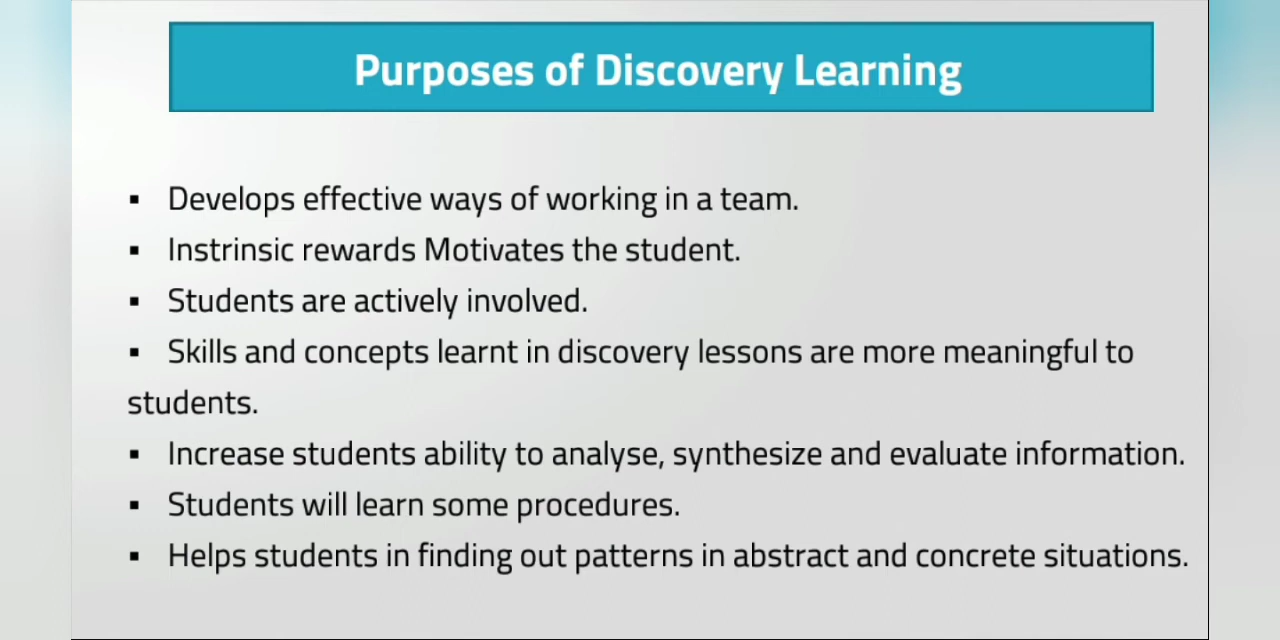 Purposes of Discovery Learning
▪ Develops effective ways of working in a team.
▪ Instrinsic rewards Motivates the student.
▪ Students are actively involved.
▪ Skills and concepts learnt in discovery lessons are more meaningful to
students.
▪ Increase students ability to analyse, synthesize and evaluate information.
▪ Students will learn some procedures.
▪ Helps students in finding out patterns in abstract and concrete situations.